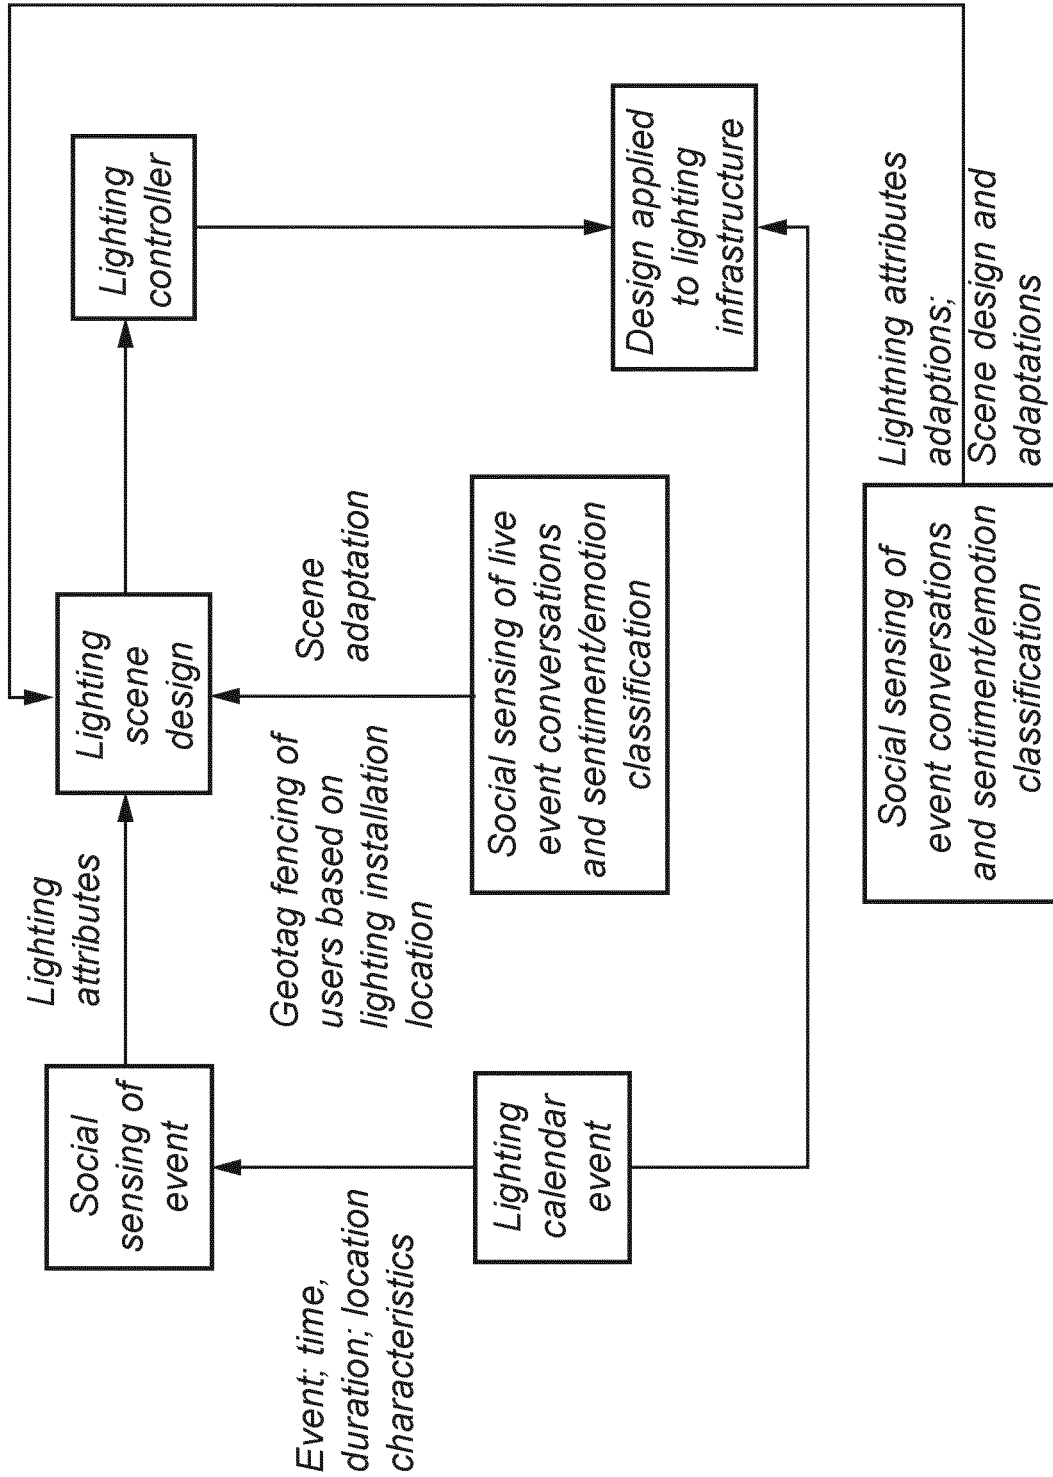 Social
sensing of
event
Lighting
attributes
Lighting
scene
design
Lighting
controller
Event; time,
duration; location
characteristics
Geotag fencing of
users based on
lighting installation
location
Scene
adaptation
Lighting
calendar
event
Social sensing of live
event conversations
and sentiment/emotion
classification
Design applied
to lighting
infrastructure
Social sensing of
event conversations
and sentiment/emotion
classification
Lightning attributes
adaptions;
Scene design and
adaptations